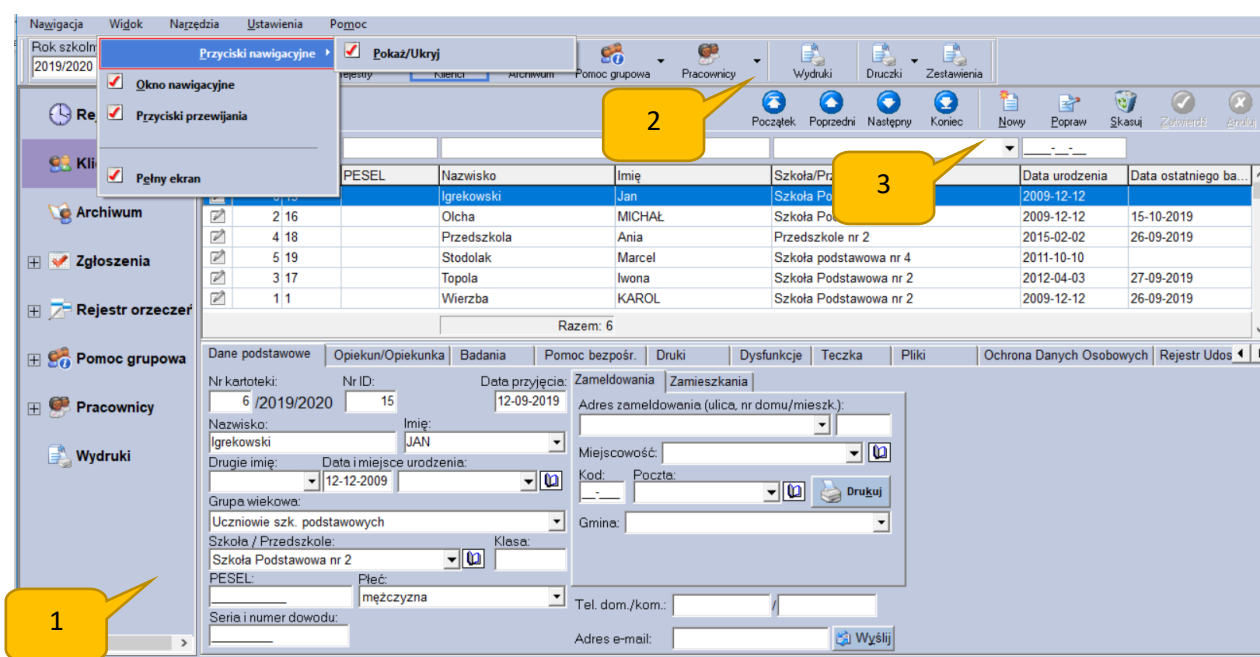 Nawigacja Widok Narzędzia Ustawienia Pomoc
Rok szkoln
2019/2020
Przyciski nawigacyjne
Pokaż/Ukryj
Okno nawigacyjne
Przyciski przewijania
Pełny ekran
ejestry Klienci Archiwum Pomoc grupowa Pracownicy Wydruki Druczki Zestawienia
2
Początek Poprzedni Następny Koniec Nowy Popraw Skasuj Zatwierdź Anuluj
3
__-_-__
PESEL Nazwisko Imię Szkoła/Prz Data urodzenia Data ostatniego ba...
6 15 Igrekowski Jan Szkoła Po 2009-12-12
2 16 Olcha MICHAŁ Szkoła Po 2009-12-12 15-10-2019
4 18 Przedszkola Ania Przedszkole nr 2 2015-02-02 26-09-2019
5 19 Stodolak Marcel Szkoła podstawowa nr 4 2011-10-10
3 17 Topola Iwona Szkoła Podstawowa nr 2 2012-04-03 27-09-2019
1 1 Wierzba KAROL Szkoła Podstawowa nr 2 2009-12-12 26-09-2019
Razem: 6
Rej
Kli
Archiwum
Zgłoszenia
Rejestr orzeczeń
Pomoc grupowa
Pracownicy
Wydruki
1
Dane podstawowe Opiekun/Opiekunka Badania Pomoc bezpośr. Druki Dysfunkcje Teczka Pliki Ochrona Danych Osobowych Rejestr Udos
Nr kartoteki: Nr ID: Data przyjęcia:
6 /2019/2020 15 12-09-2019
Nazwisko: Imię:
Igrekowski JAN
Drugie imię: Data i miejsce urodzenia:
12-12-2009
Grupa wiekowa:
Uczniowie szk. podstawowych
Szkoła / Przedszkole: Klasa:
Szkoła Podstawowa nr 2
PESEL: Płeć:
mężczyzna
Seria i numer dowodu:
Zameldowania Zamieszkania
Adres zameldowania (ulica, nr domu/mieszk.):
Miejscowość:
Kod: Poczta:
__-___
Drukuj
Gmina:
Tel. dom./kom.: /
Adres e-mail: Wyślij